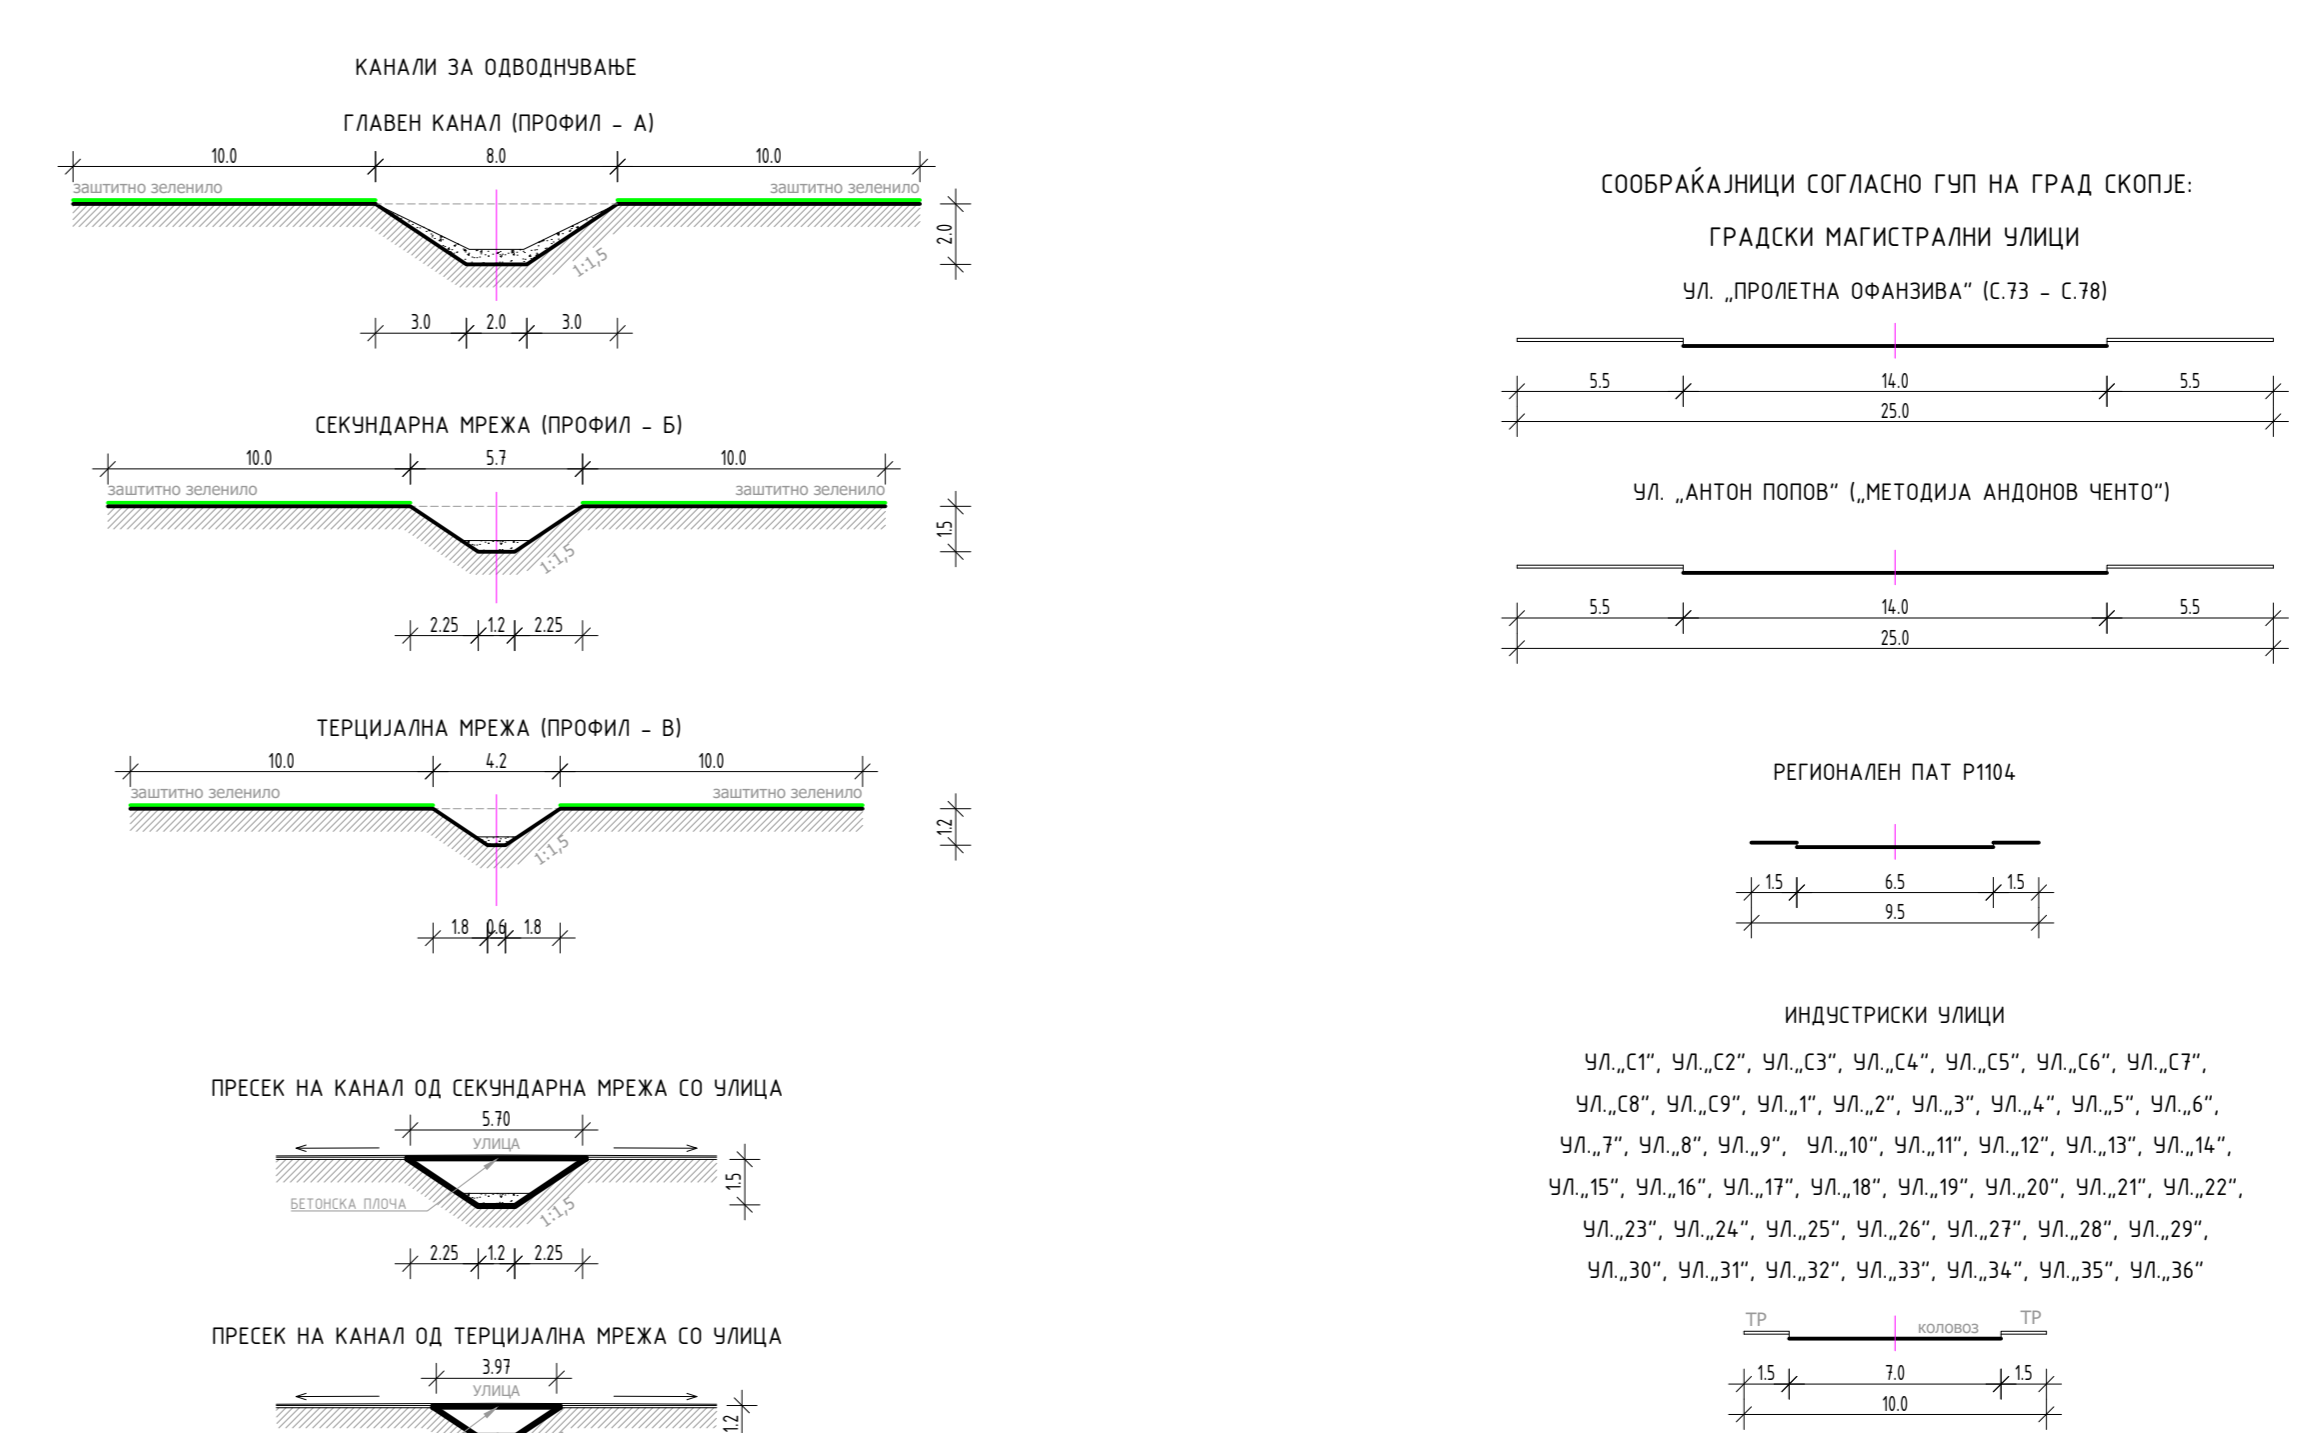 КАНАЛИ ЗА ОДВОДНУВАЊЕ
ГЛАВЕН КАНАЛ (ПРОФИЛ - А)
10.0 8.0 10.0
заштитно зеленило заштитно зеленило
2.0
1:1,5
3.0 2.0 3.0
СЕКУНДАРНА МРЕЖА (ПРОФИЛ - Б)
10.0 5.7 10.0
заштитно зеленило заштитно зеленило
1.5
1:1,5
2.25 1.2 2.25
ТЕРЦИЈАЛНА МРЕЖА (ПРОФИЛ - В)
10.0 4.2 10.0
заштитно зеленило заштитно зеленило
1.2
1:1,5
1.8 0.6 1.8
ПРЕСЕК НА КАНАЛ ОД СЕКУНДАРНА МРЕЖА СО УЛИЦА
5.70
УЛИЦА
1.5
БЕТОНСКА ПЛОЧА
1:1,5
2.25 1.2 2.25
ПРЕСЕК НА КАНАЛ ОД ТЕРЦИЈАЛНА МРЕЖА СО УЛИЦА
3.97
УЛИЦА
1.2
СООБРАЌАЈНИЦИ СОГЛАСНО ГУП НА ГРАД СКОПЈЕ:
ГРАДСКИ МАГИСТРАЛНИ УЛИЦИ
УЛ. „ПРОЛЕТНА ОФАНЗИВА“ (С.73 - С.78)
5.5 14.0 5.5
25.0
УЛ. „АНТОН ПОПОВ“ („МЕТОДИЈА АНДОНОВ ЧЕНТО“)
5.5 14.0 5.5
25.0
РЕГИОНАЛЕН ПАТ Р1104
1.5 6.5 1.5
9.5
ИНДУСТРИСКИ УЛИЦИ
УЛ.„С1“, УЛ.„С2“, УЛ.„С3“, УЛ.„С4“, УЛ.„С5“, УЛ.„С6“, УЛ.„С7“,
УЛ.„С8“, УЛ.„С9“, УЛ.„1“, УЛ.„2“, УЛ.„3“, УЛ.„4“, УЛ.„5“, УЛ.„6“,
УЛ.„7“, УЛ.„8“, УЛ.„9“, УЛ.„10“, УЛ.„11“, УЛ.„12“, УЛ.„13“, УЛ.„14“,
УЛ.„15“, УЛ.„16“, УЛ.„17“, УЛ.„18“, УЛ.„19“, УЛ.„20“, УЛ.„21“, УЛ.„22“,
УЛ.„23“, УЛ.„24“, УЛ.„25“, УЛ.„26“, УЛ.„27“, УЛ.„28“, УЛ.„29“,
УЛ.„30“, УЛ.„31“, УЛ.„32“, УЛ.„33“, УЛ.„34“, УЛ.„35“, УЛ.„36“
ТР коловоз ТР
1.5 7.0 1.5
10.0